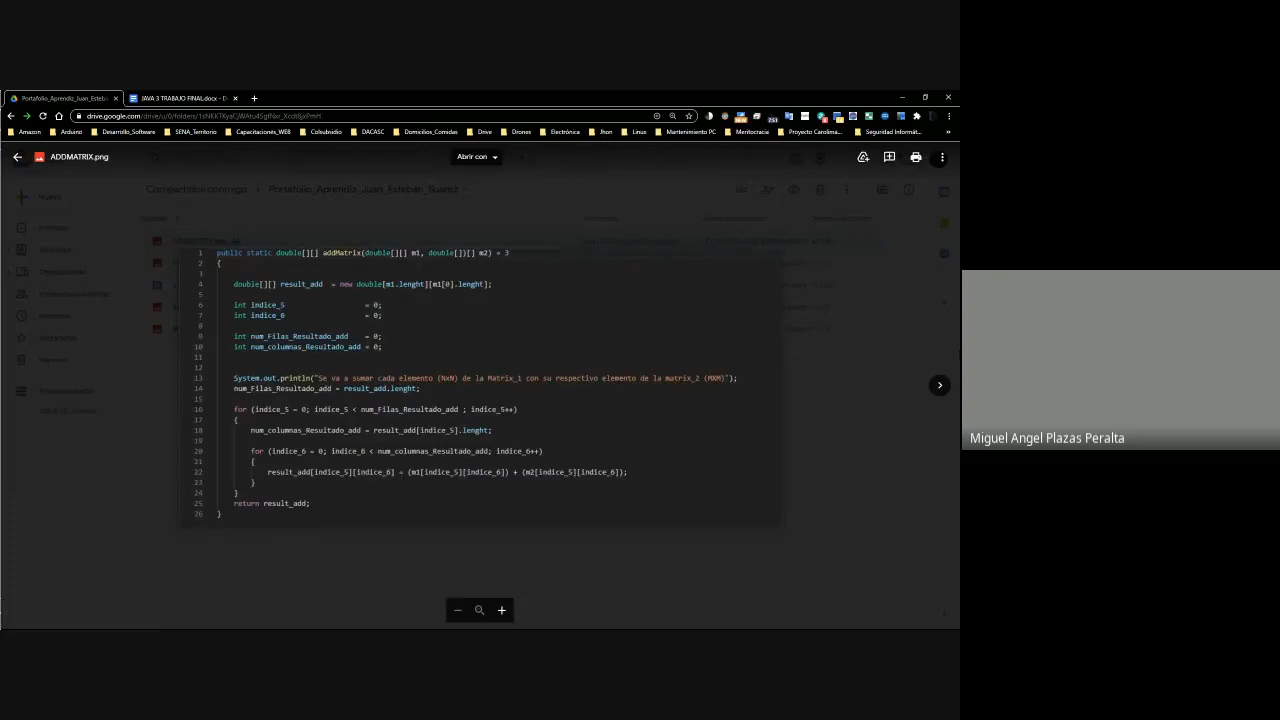 Portafolio_Aprendiz_Juan_Esteb
JAVA 3 TRABAJO FINAL.docx - D
drive.google.com/drive/u/0/folders/
Amazon Arduino Desarrollo_Software SENA_Territorio Capacitaciones_WEB Colsubsidio DACASC Domicilios_Comidas Drive Drones Electrónica Jhon Linux Mantenimiento PC Meritocracia Proyecto Carolima... Seguridad Informát...
ADDMATRIX.png
Abrir con
Compartidos conmigo > Portafolio_Aprendiz_Juan_Esteban_Suarez
1 public static double[][] addMatrix(double[][] m1, double[])[] m2) = 3
2 {
3
4 double[][] result_add = new double[m1.lenght][m1[0].lenght];
5
6 int indice_5 = 0;
7 int indice_6 = 0;
8
9 int num_Filas_Resultado_add = 0;
10 int num_columnas_Resultado_add = 0;
11
12
13 System.out.println("Se va a sumar cada elemento (NxN) de la Matrix_1 con su respectivo elemento de la matrix_2 (MXM)");
14 num_Filas_Resultado_add = result_add.lenght;
15
16 for (indice_5 = 0; indice_5 < num_Filas_Resultado_add ; indice_5++)
17 {
18 num_columnas_Resultado_add = result_add[indice_5].lenght;
19
20 for (indice_6 = 0; indice_6 < num_columnas_Resultado_add; indice_6++)
21 {
22 result_add[indice_5][indice_6] = (m1[indice_5][indice_6]) + (m2[indice_5][indice_6]);
23 }
24 }
25 return result_add;
26 }
Miguel Angel Plazas Peralta